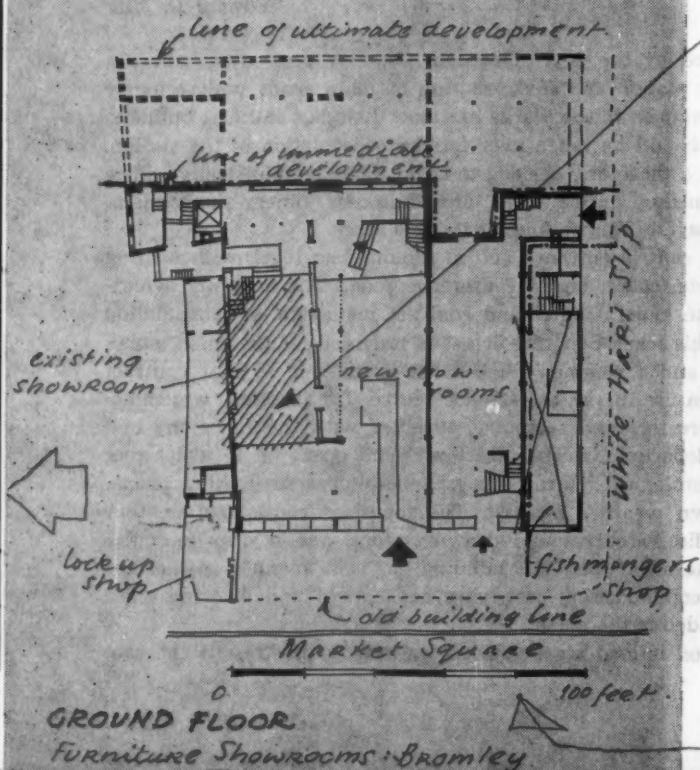 line of ultimate development.
line of immediate
development
existing
showroom
new show-
rooms
White Hart Slip
lock up
shop
fishmongers
shop
old building line
Market Square
0
100 feet.
GROUND FLOOR
Furniture Showrooms: Bromley